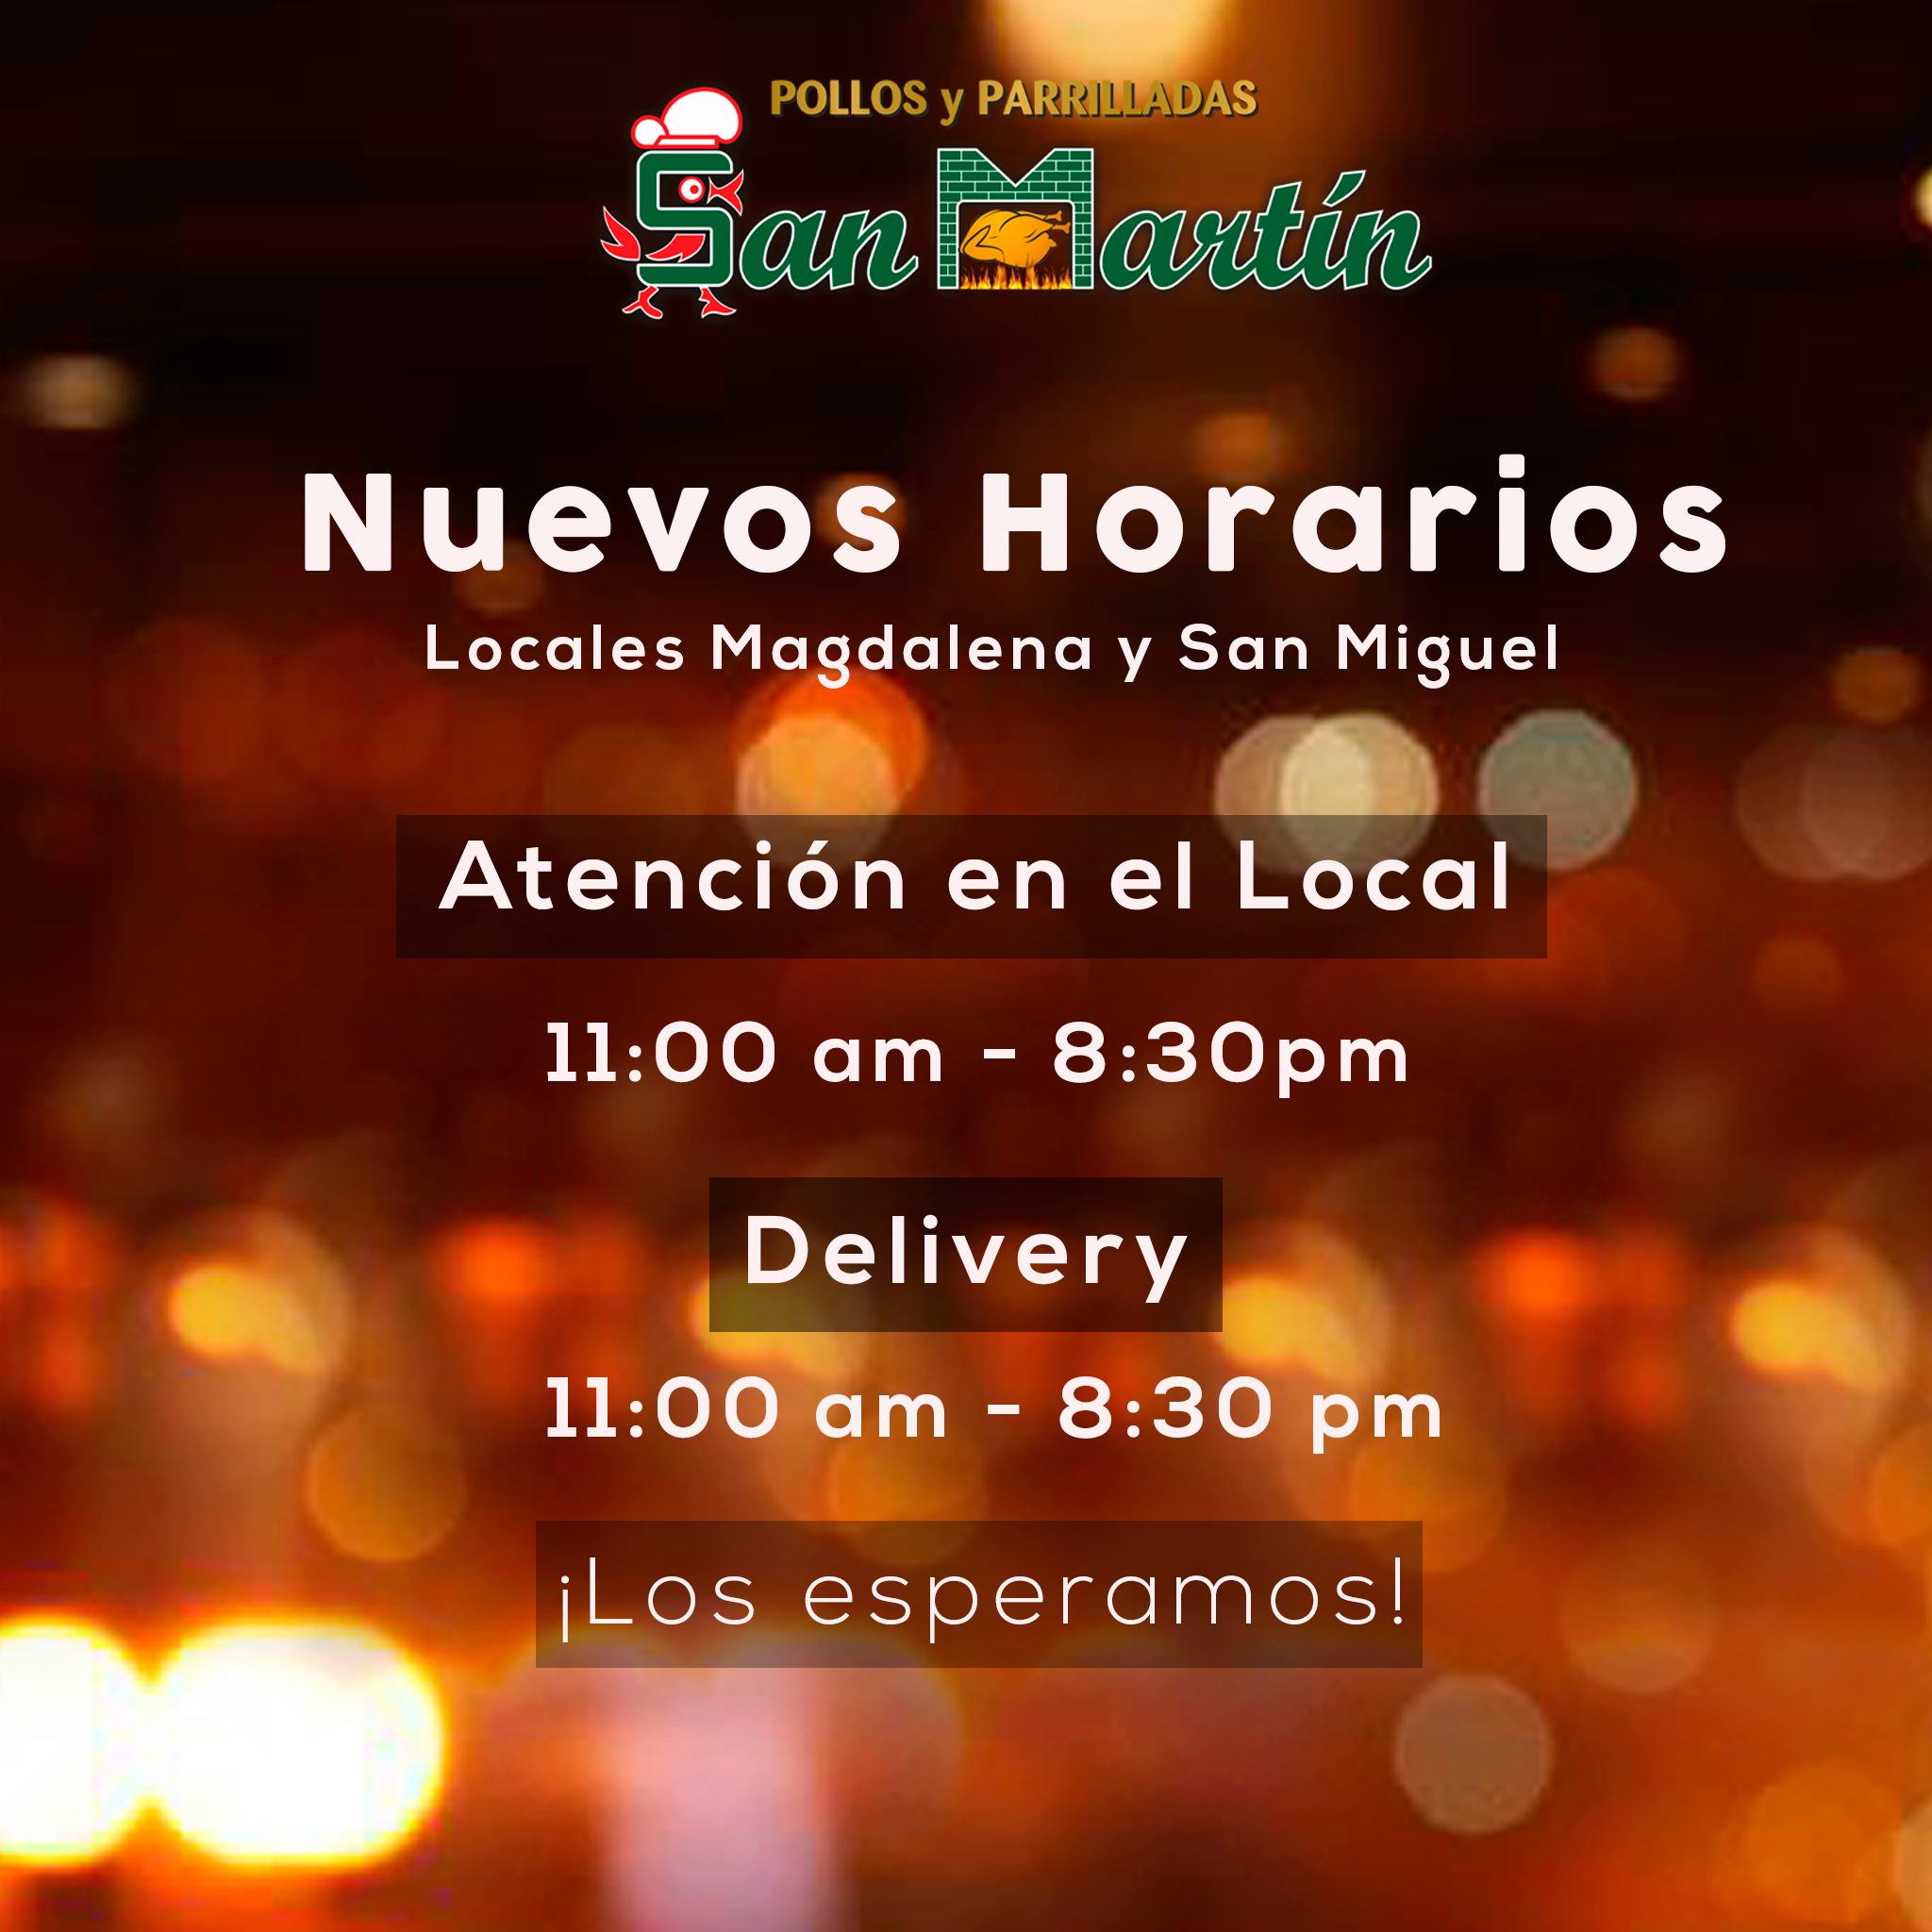 POLLOS y PARRILLADAS
San Martín
Nuevos Horarios
Locales Magdalena y San Miguel
Atención en el Local
11:00 am - 8:30pm
Delivery
11:00 am - 8:30 pm
¡Los esperamos!